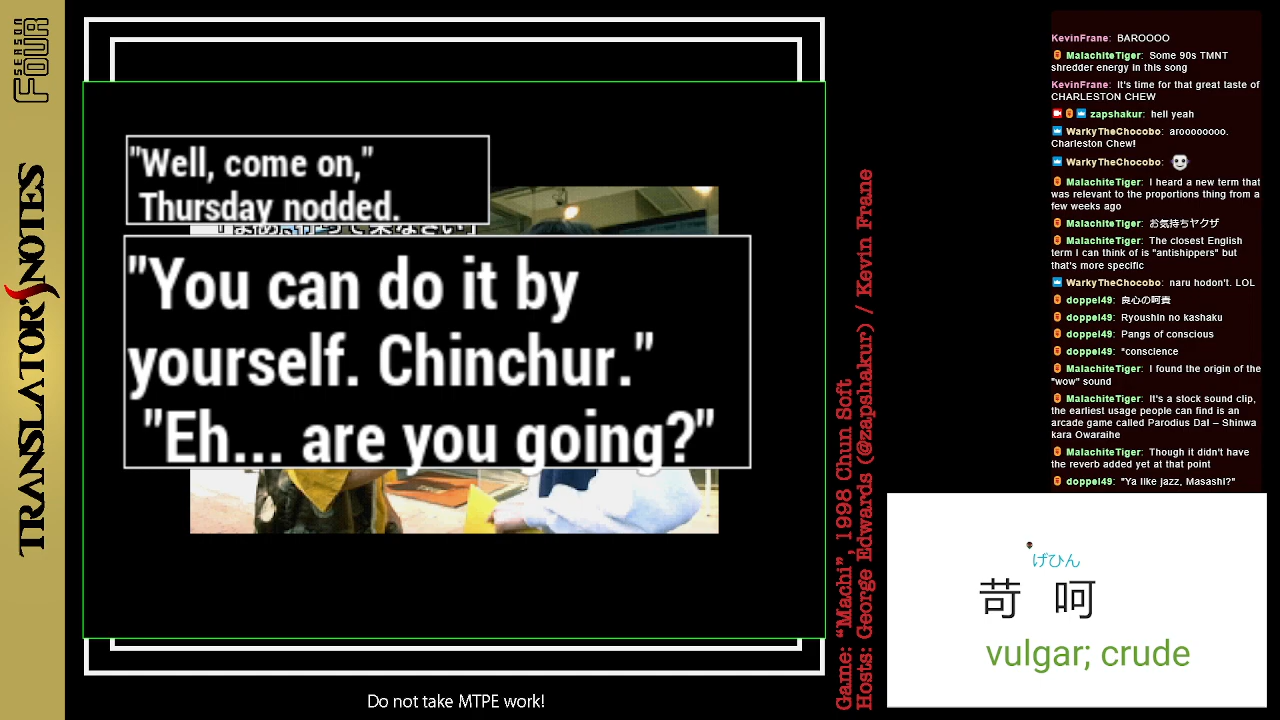 SEASON
FOUR
TRANSLATOR'S NOTES
"Well, come on,"
Thursday nodded.
"You can do it by
yourself. Chinchur."
"Eh... are you going?"
Do not take MTPE work!
Game: "Machi", 1998 Chun Soft
Hosts: George Edwards (@zapshakur) / Kevin Frane
KevinFrane: BAROOOO
MalachiteTiger: Some 90s TMNT
shredder energy in this song
KevinFrane: It's time for that great taste of
CHARLESTON CHEW
zapshakur: hell yeah
WarkyTheChocobo: aroooooooo.
Charleston Chew!
WarkyTheChocobo:
MalachiteTiger: I heard a new term that
was relevant to the proportions thing from a
few weeks ago
MalachiteTiger: お気持ちヤクザ
MalachiteTiger: The closest English
term I can think of is "antishippers" but
that's more specific
WarkyTheChocobo: naru hodon't. LOL
doppel49: 良心の呵責
doppel49: Ryoushin no kashaku
doppel49: Pangs of conscious
doppel49: *conscience
MalachiteTiger: I found the origin of the
"wow" sound
MalachiteTiger: It's a stock sound clip,
the earliest usage people can find is an
arcade game called Parodius Da! - Shinwa
kara Owaraihe
MalachiteTiger: Though it didn't have
the reverb added yet at that point
doppel49: "Ya like jazz, Masashi?"
げひん
苛 呵
vulgar; crude